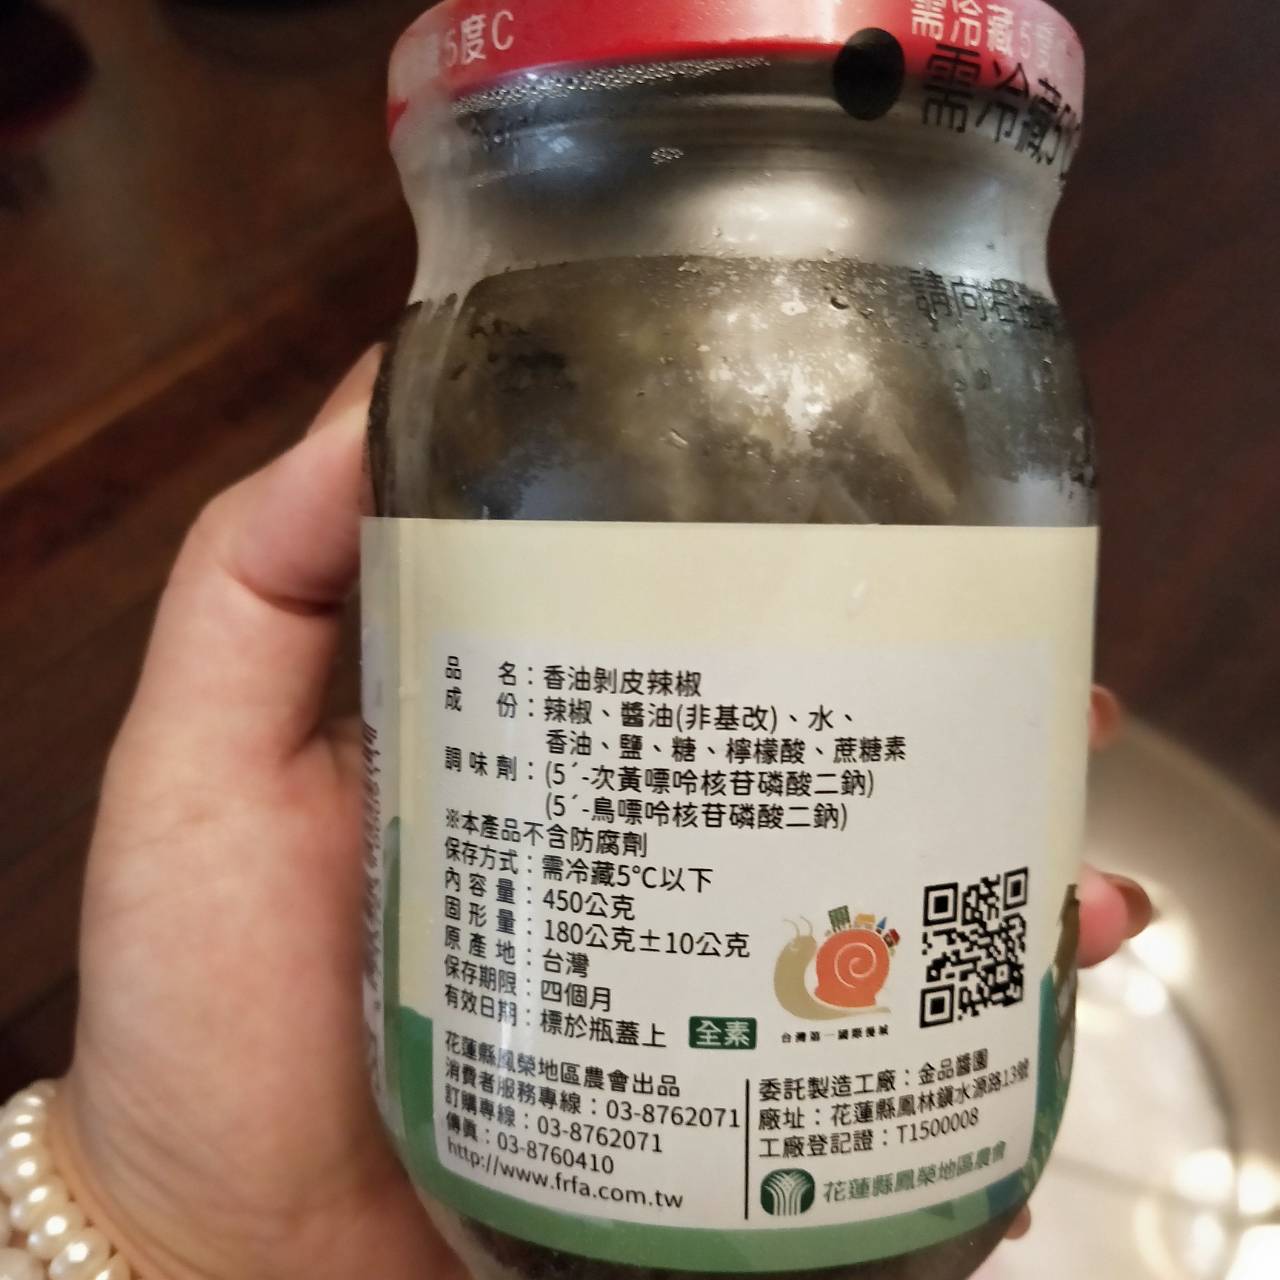 5度C
需冷藏5度
需冷藏5
請向
品 名：香油剝皮辣椒
成 份：辣椒、醬油(非基改)、水、
香油、鹽、糖、檸檬酸、蔗糖素
調味劑：(5´-次黃嘌呤核苷磷酸二鈉)
(5´-鳥嘌呤核苷磷酸二鈉)
※本產品不含防腐劑
保存方式：需冷藏5℃以下
內容量：450公克
固形量：180公克±10公克
原產地：台灣
保存期限：四個月
有效日期：標於瓶蓋上
全素
台灣第一國際慢城
花蓮縣鳳榮地區農會出品
消費者服務專線：03-8762071
訂購專線：03-8762071
傳真：03-8760410
http://www.frfa.com.tw
委託製造工廠：金品醬園
廠址：花蓮縣鳳林鎮水源路13號
工廠登記證：T1500008
花蓮縣鳳榮地區農會